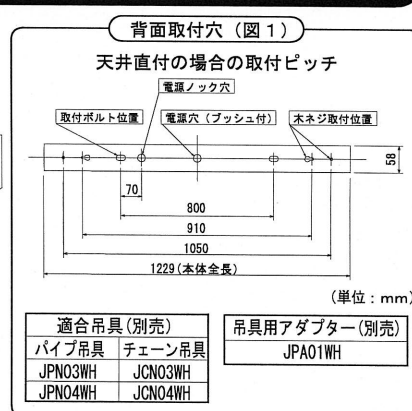 背面取付穴（図１）
天井直付の場合の取付ピッチ
電源ノック穴
取付ボルト位置
電源穴（ブッシュ付）
木ネジ取付位置
58
70
800
910
1050
1229(本体全長)
(単位：mm)
適合吊具(別売)
パイプ吊具 チェーン吊具
JPN03WH JCN03WH
JPN04WH JCN04WH
吊具用アダプター(別売)
JPA01WH